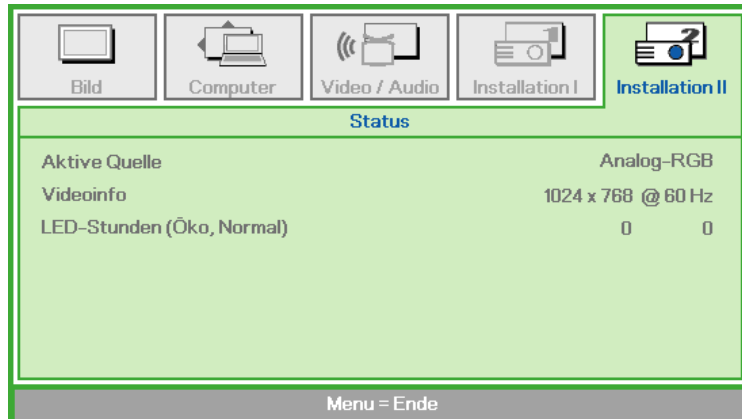 Bild Computer Video / Audio Installation I Installation II
Status
Aktive Quelle Analog-RGB
Videoinfo 1024 x 768 @ 60 Hz
LED-Stunden (Öko, Normal) 0 0
Menu = Ende